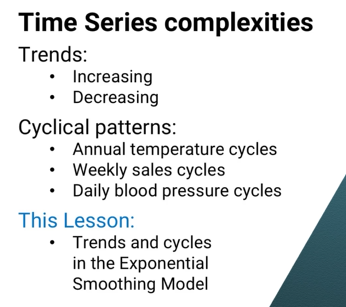 Time Series complexities
Trends:
• Increasing
• Decreasing
Cyclical patterns:
• Annual temperature cycles
• Weekly sales cycles
• Daily blood pressure cycles
This Lesson:
• Trends and cycles
in the Exponential
Smoothing Model